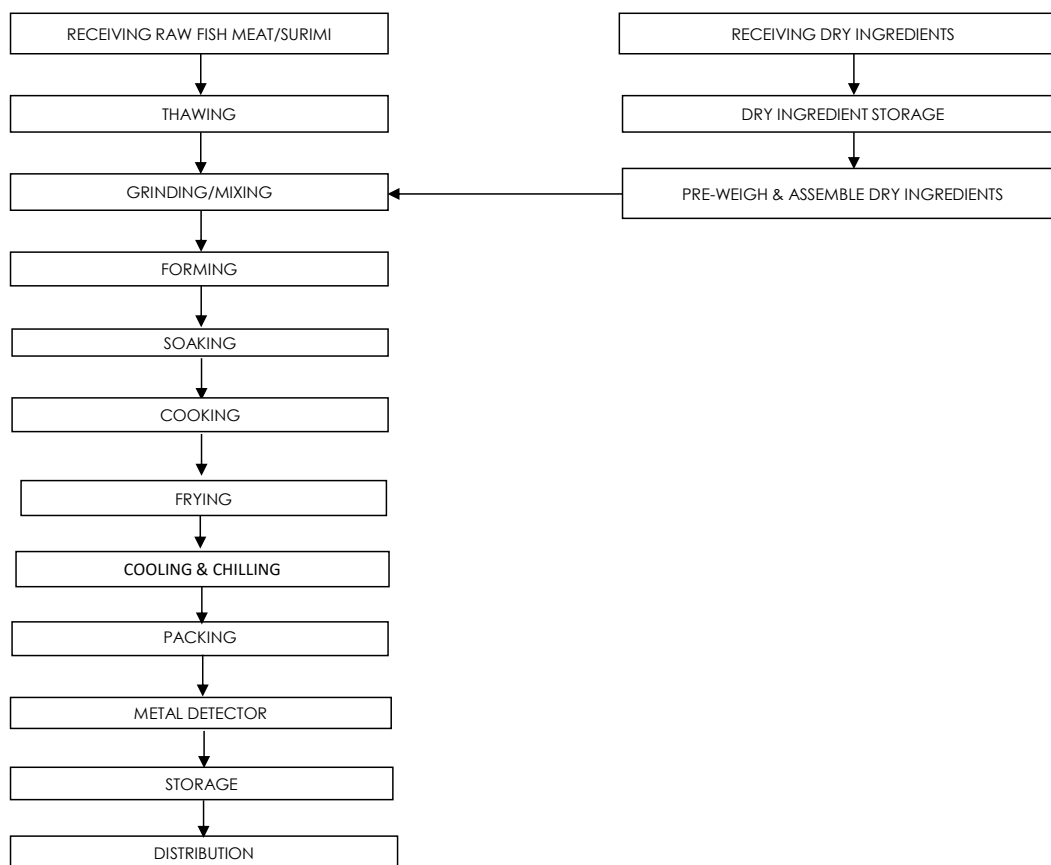 RECEIVING RAW FISH MEAT/SURIMI
RECEIVING DRY INGREDIENTS
THAWING
DRY INGREDIENT STORAGE
GRINDING/MIXING
PRE-WEIGH & ASSEMBLE DRY INGREDIENTS
FORMING
SOAKING
COOKING
FRYING
COOLING & CHILLING
PACKING
METAL DETECTOR
STORAGE
DISTRIBUTION